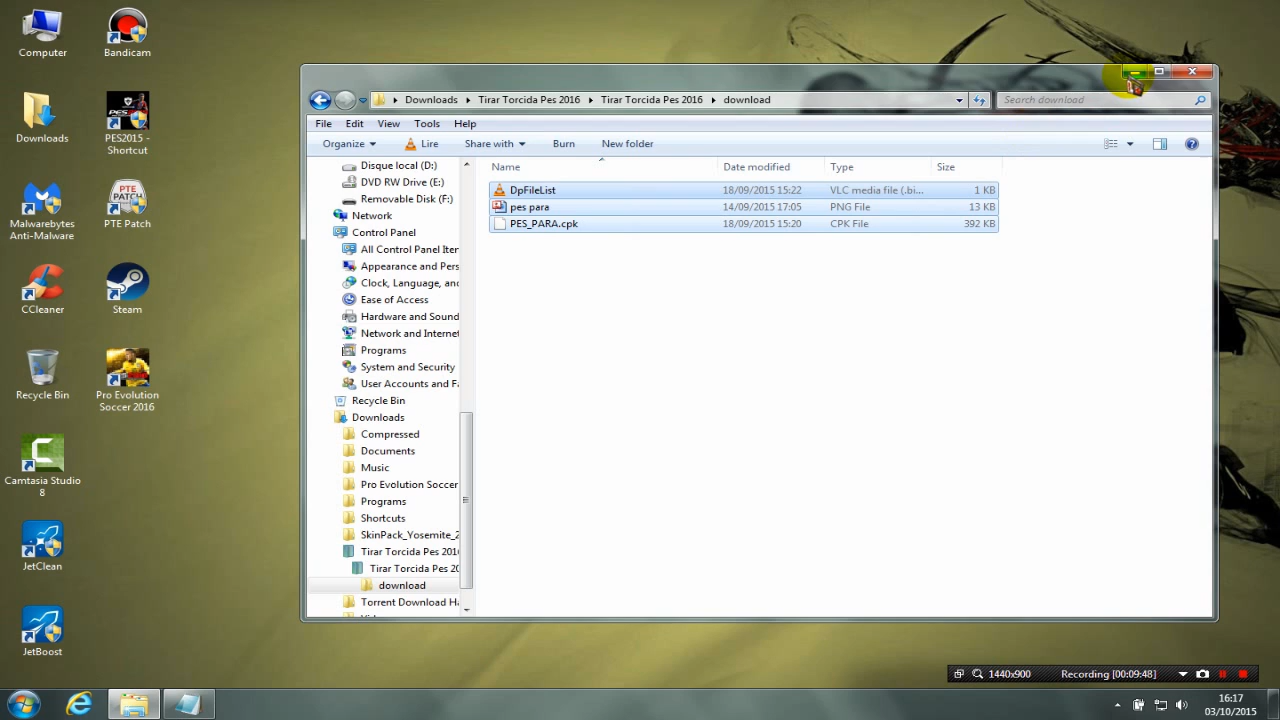 Computer
Bandicam
Downloads
PES2015 -
Shortcut
Malwarebytes
Anti-Malware
PTE Patch
CCleaner
Steam
Recycle Bin
Pro Evolution
Soccer 2016
Camtasia Studio
8
JetClean
JetBoost
Downloads Tirar Torcida Pes 2016 Tirar Torcida Pes 2016 download
Search download
File Edit View Tools Help
Organize Lire Share with Burn New folder
Name Date modified Type Size
Disque local (D:)
DVD RW Drive (E:)
Removable Disk (F:)
Network
Control Panel
All Control Panel Iter
Appearance and Pers
Clock, Language, and
Ease of Access
Hardware and Sound
Network and Internet
Programs
System and Security
User Accounts and Fa
Recycle Bin
Downloads
Compressed
Documents
Music
Pro Evolution Soccer
Programs
Shortcuts
SkinPack_Yosemite_2
Tirar Torcida Pes 201
Tirar Torcida Pes 20
download
Torrent Download Ha
DpFileList 18/09/2015 15:22 VLC media file (.bi... 1 KB
pes para 14/09/2015 17:05 PNG File 13 KB
PES_PARA.cpk 18/09/2015 15:20 CPK File 392 KB
PTE
PATCH
1440x900 Recording [00:09:48]
16:17
03/10/2015